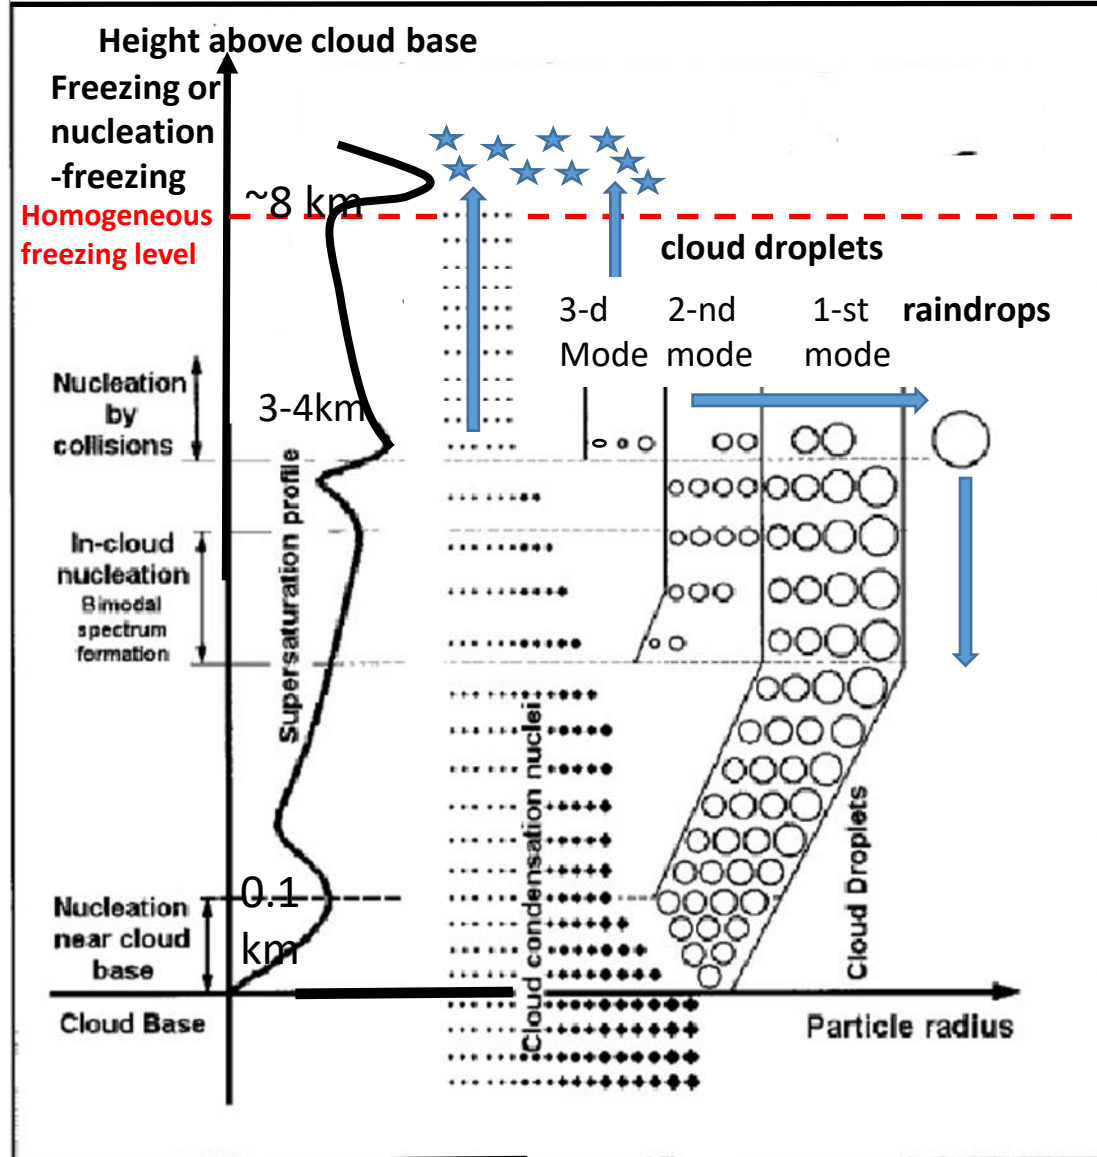 Height above cloud base
Freezing or
nucleation
-freezing
~8 km
Homogeneous
freezing level
cloud droplets
3-d
Mode
2-nd
mode
1-st
mode
raindrops
Nucleation
by
collisions
3-4km
In-cloud
nucleation
Bimodal
spectrum
formation
Supersaturation profile
Cloud condensation nuclei
Cloud Droplets
0.1
km
Nucleation
near cloud
base
Cloud Base
Particle radius